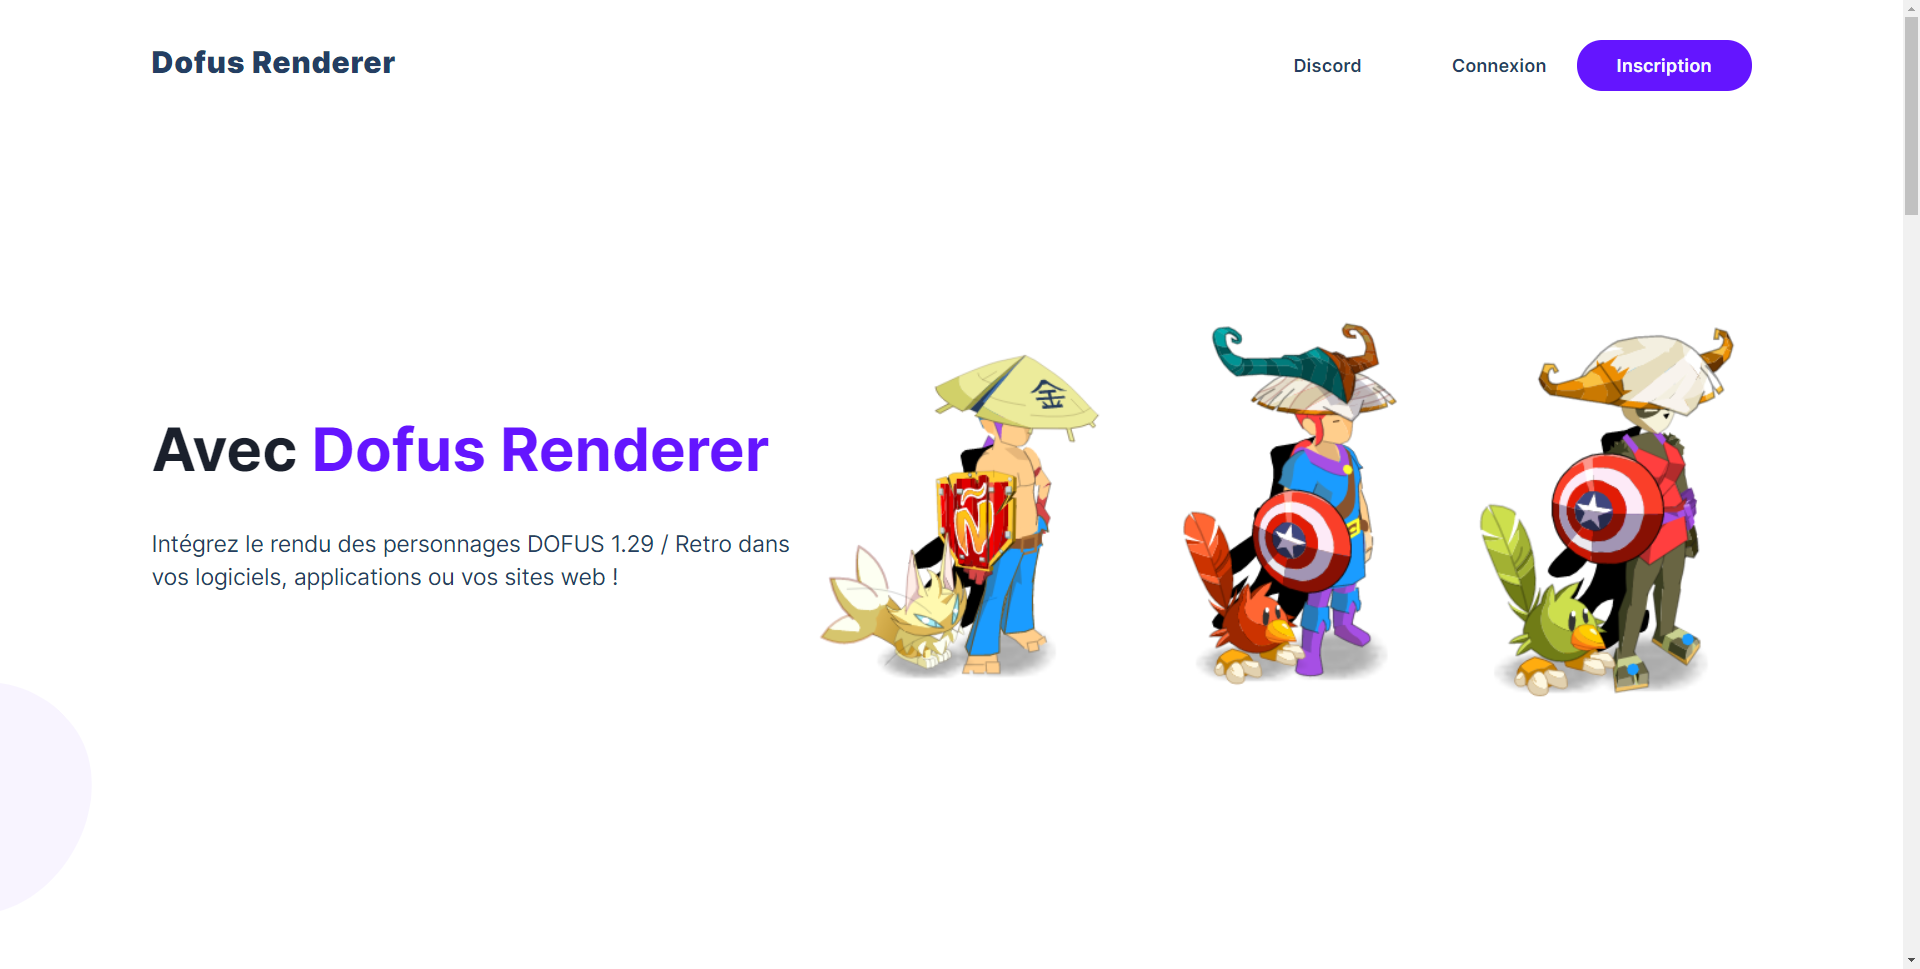 Dofus Renderer
Discord
Connexion
Inscription
Avec Dofus Renderer
Intégrez le rendu des personnages DOFUS 1.29 / Retro dans
vos logiciels, applications ou vos sites web !
金
Ñ